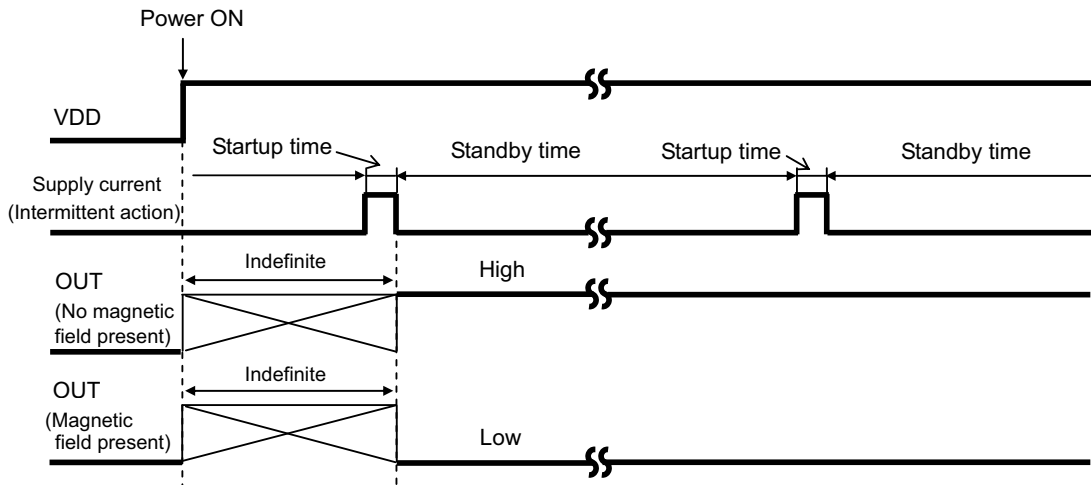 Power ON
VDD
Startup time
Standby time
Startup time
Standby time
Supply current
(Intermittent action)
Indefinite
High
OUT
(No magnetic
field present)
Indefinite
OUT
(Magnetic
field present)
Low